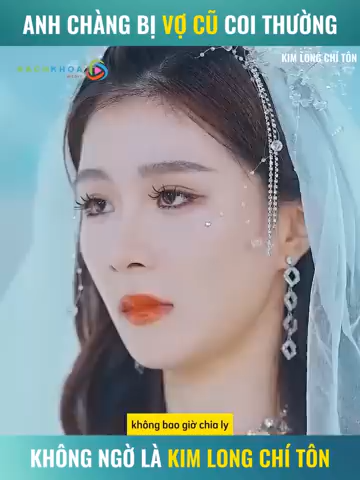 ANH CHÀNG BỊ VỢ CŨ COI THƯỜNG
KIM LONG CHÍ TÔN
không bao giờ chia ly
KHÔNG NGỜ LÀ KIM LONG CHÍ TÔN